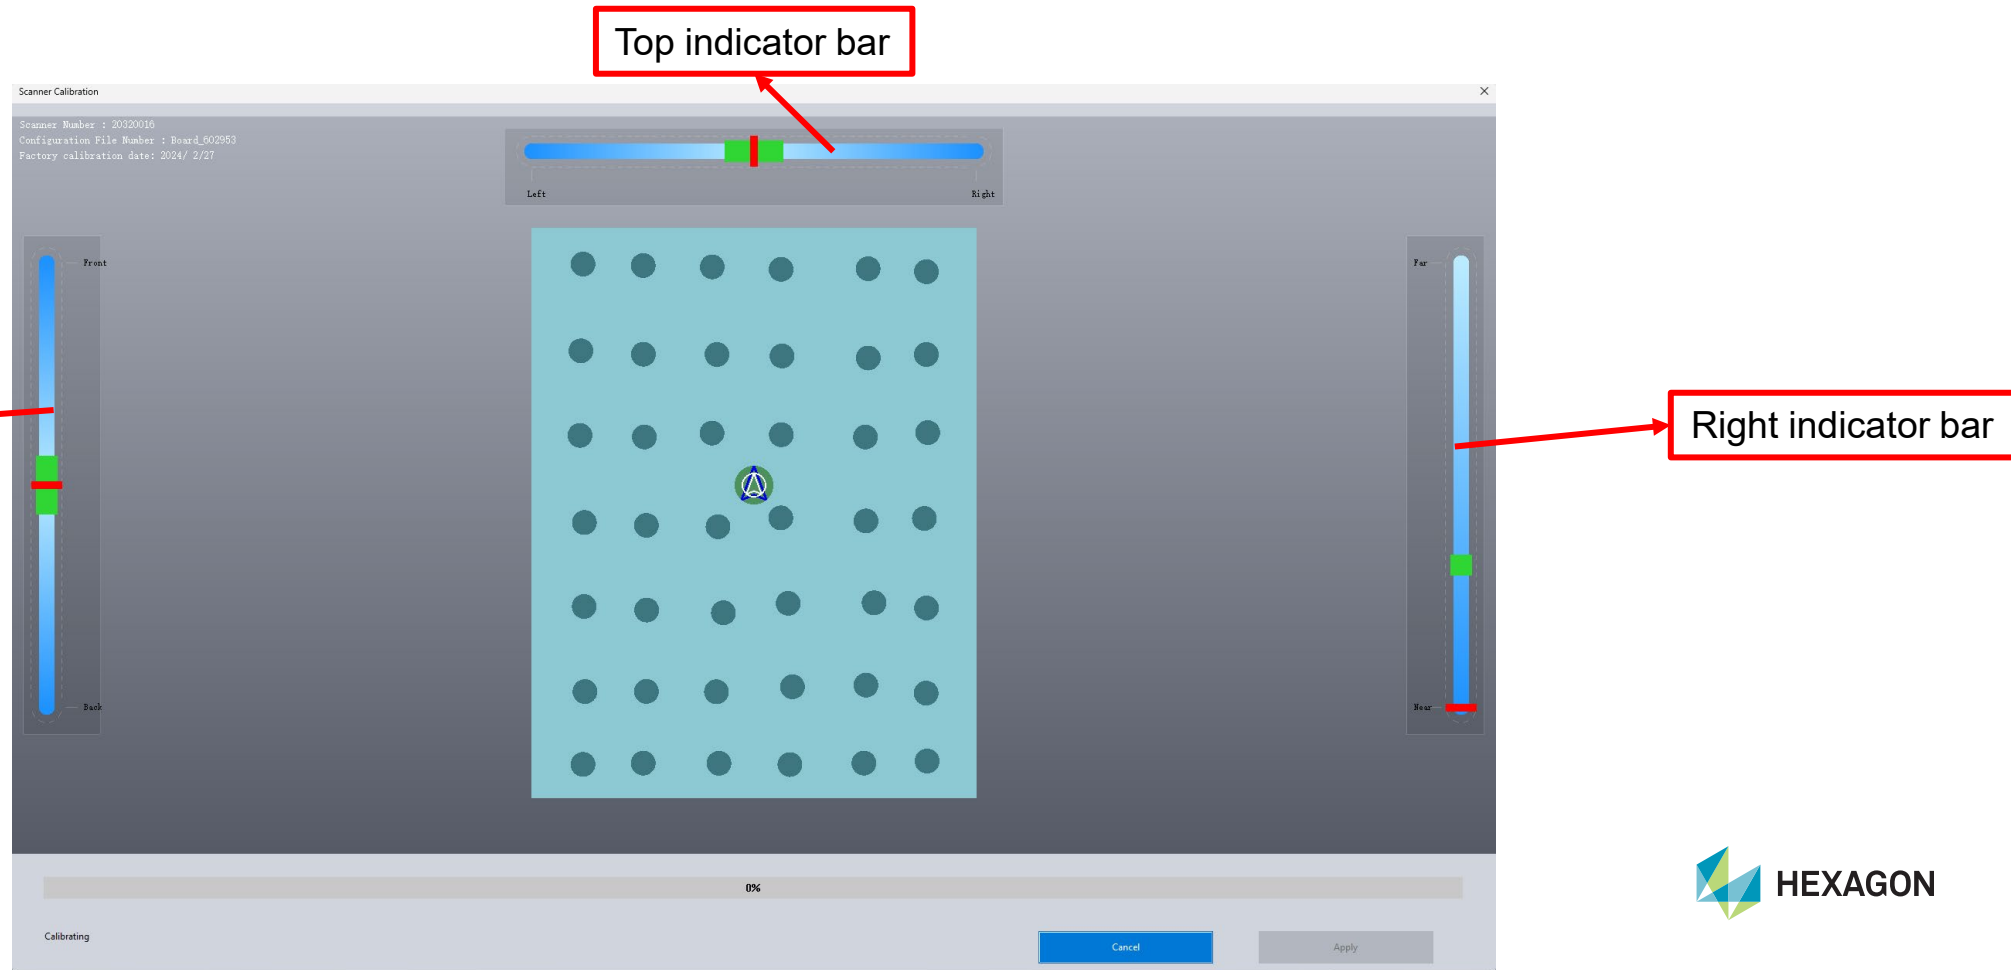 Top indicator bar
Scanner Calibration
Scanner Number : 20320016
Configuration File Number : Board_602953
Factory calibration date: 2024/ 2/27
Left
Right
Front
Far
Right indicator bar
Back
Near
0%
HEXAGON
Calibrating
Cancel
Apply